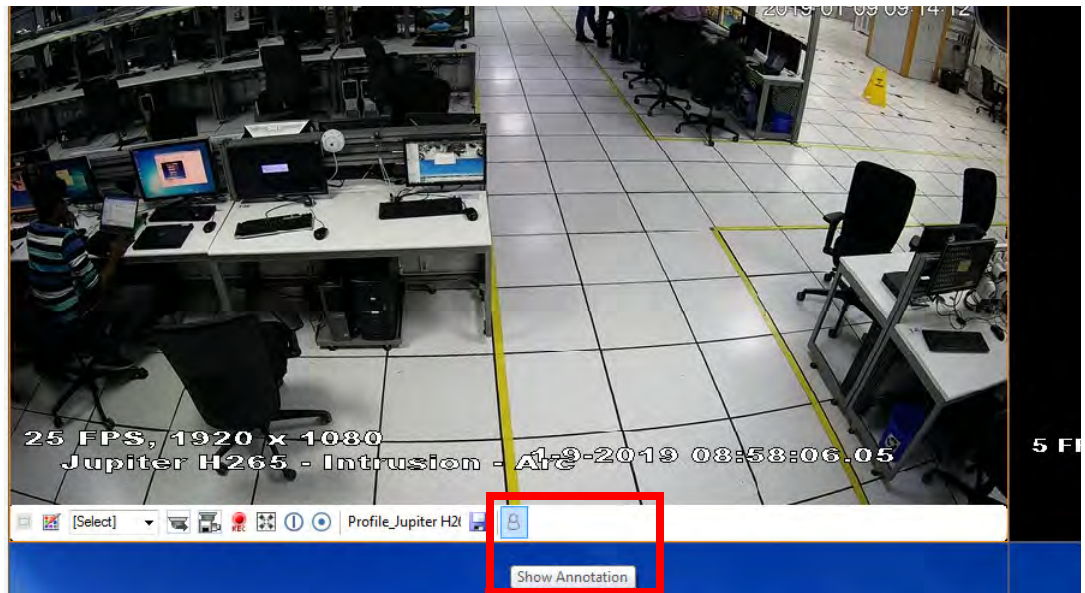 2019-01-09 09:14:12
25 FPS, 1920 x 1080
Jupiter H265 - Intrusion - Arc
1-9-2019 08:58:06.05
5 F
[Select]
REC
Profile_Jupiter H2
Show Annotation